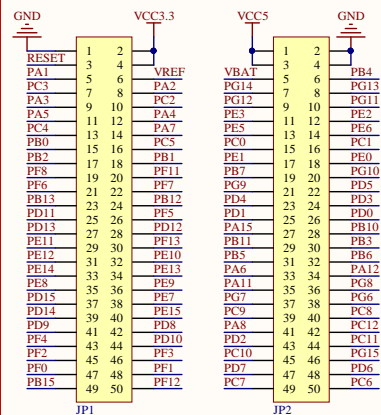 GND VCC3.3 VCC5 GND
1 2 1 2
RESET 3 4 3 4
PA1 5 6 VREF VBAT 5 6 PB4
PC3 7 8 PA2 PG14 7 8 PG13
PA3 9 10 PC2 PG12 9 10 PG11
PA5 11 12 PA4 PE3 11 12 PE2
PC4 13 14 PA7 PE5 13 14 PE6
PB0 15 16 PC5 PC0 15 16 PC1
PB2 17 18 PB1 PE1 17 18 PE0
PF8 19 20 PF11 PB7 19 20 PG10
PF6 21 22 PF7 PG9 21 22 PD5
PB13 23 24 PB12 PD4 23 24 PD3
PD11 25 26 PF5 PD1 25 26 PD0
PD13 27 28 PD12 PA15 27 28 PB10
PE11 29 30 PF13 PB11 29 30 PB3
PE12 31 32 PE10 PB5 31 32 PB6
PE14 33 34 PE13 PA6 33 34 PA12
PE8 35 36 PE9 PA11 35 36 PG8
PD15 37 38 PE7 PG7 37 38 PG6
PD14 39 40 PE15 PC9 39 40 PC8
PD9 41 42 PD8 PA8 41 42 PC12
PF4 43 44 PD10 PD2 43 44 PC11
PF2 45 46 PF3 PC10 45 46 PG15
PF0 47 48 PF1 PD7 47 48 PD6
PB15 49 50 PF12 PC7 49 50 PC6
JP1 JP2